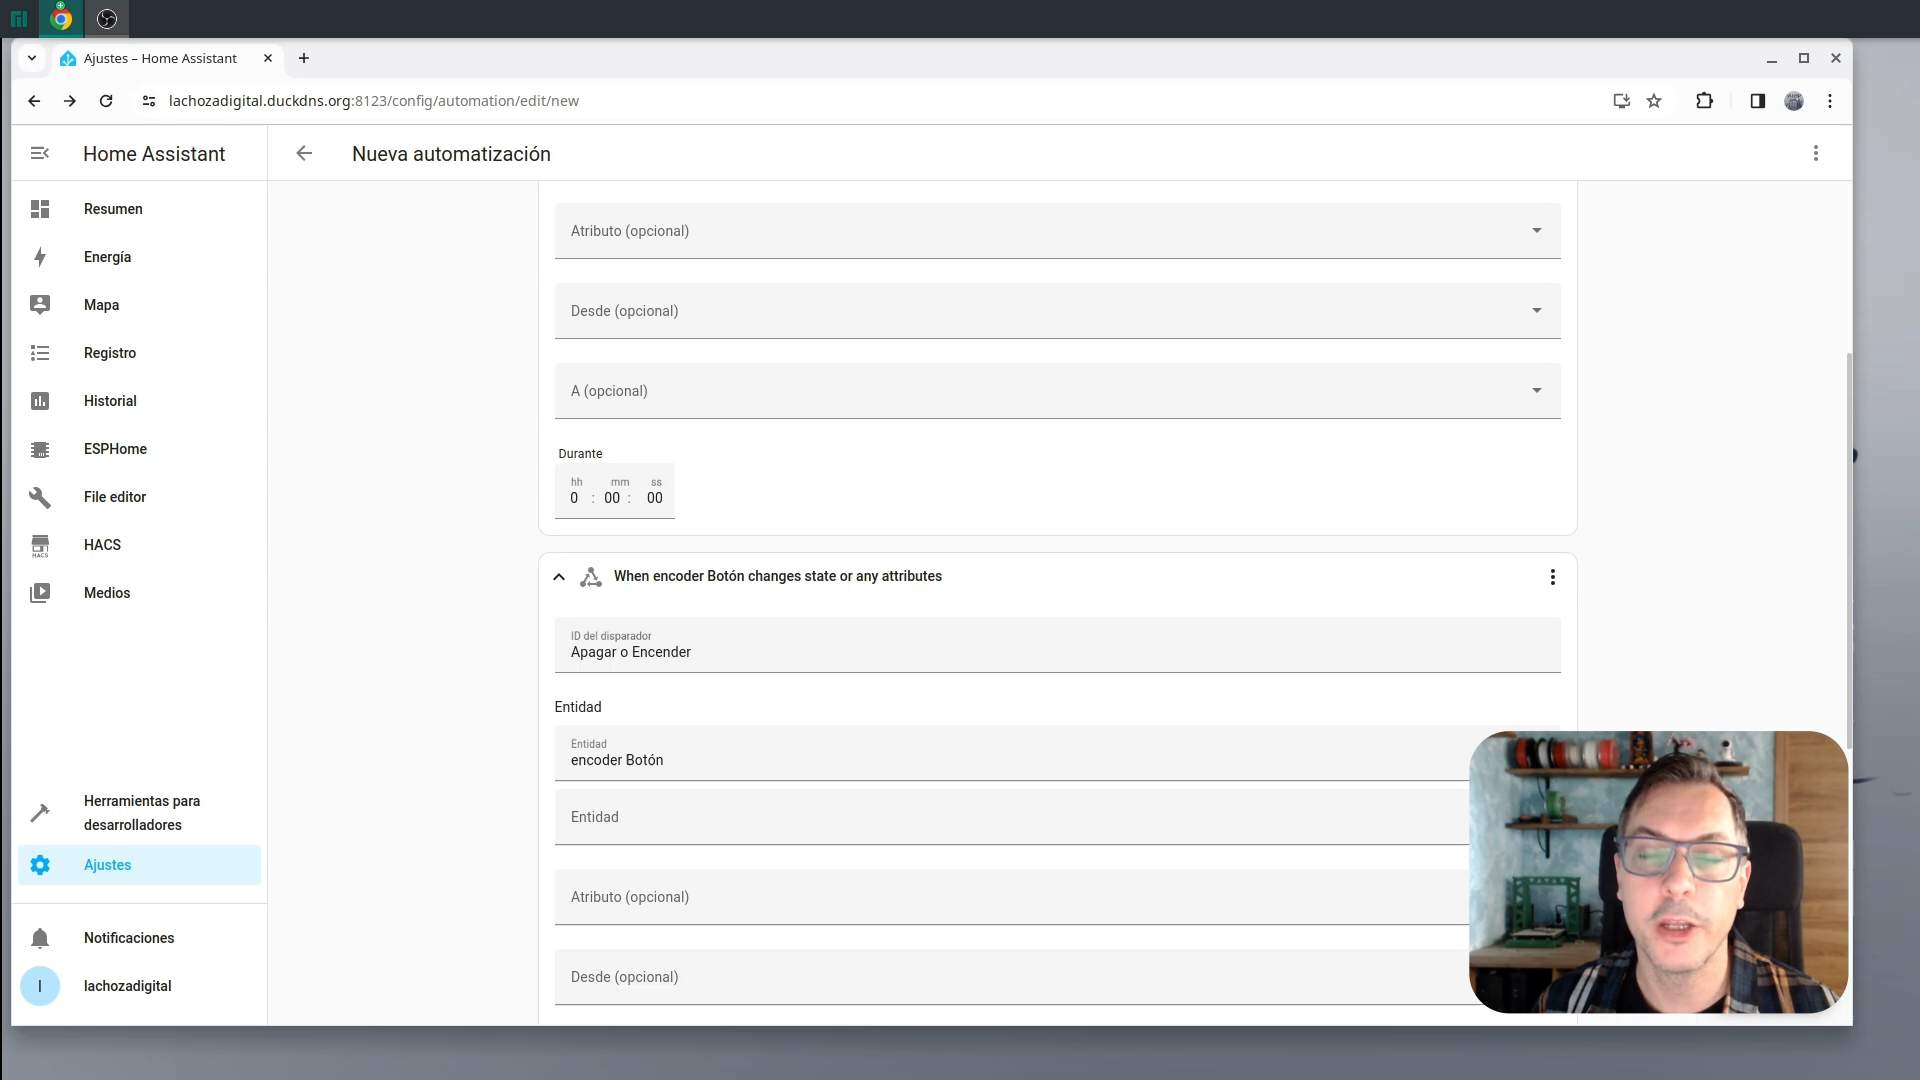 Ajustes – Home Assistant
lachozadigital.duckdns.org:8123/config/automation/edit/new
Home Assistant
Nueva automatización
Resumen
Energía
Mapa
Registro
Historial
ESPHome
File editor
HACS
HACS
Medios
Herramientas para
desarrolladores
Ajustes
Notificaciones
l
lachozadigital
Atributo (opcional)
Desde (opcional)
A (opcional)
Durante
hh mm ss
0 : 00 : 00
When encoder Botón changes state or any attributes
ID del disparador
Apagar o Encender
Entidad
Entidad
encoder Botón
Entidad
Atributo (opcional)
Desde (opcional)